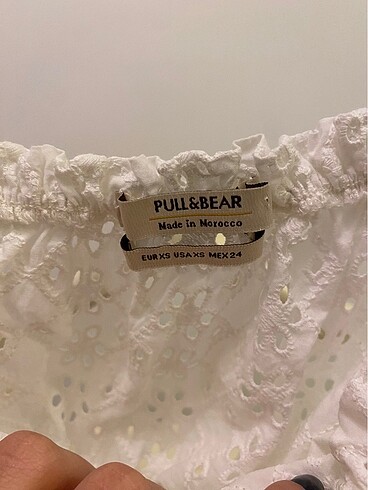 PULL&BEAR
Made in Morocco
EUR XS USA XS MEX 24